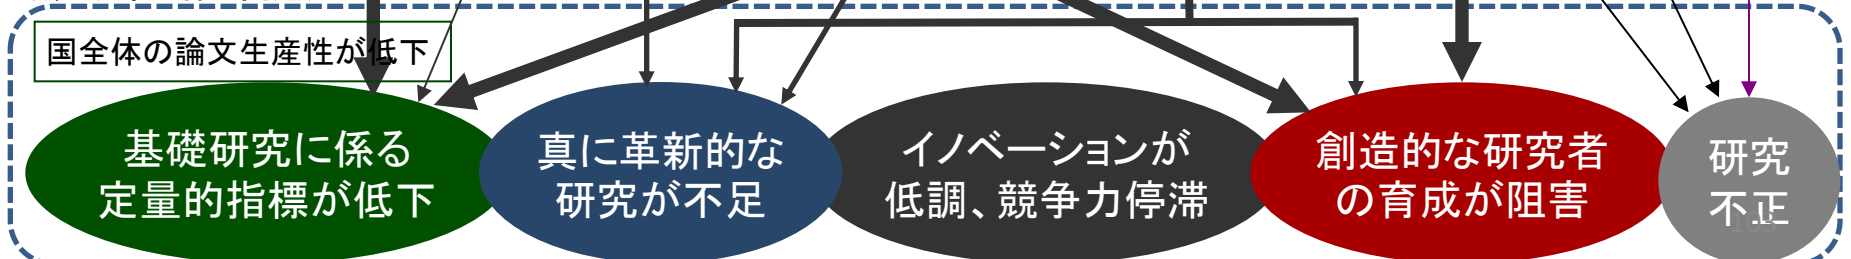 国全体の論文生産性が低下
基礎研究に係る
定量的指標が低下
真に革新的な
研究が不足
イノベーションが
低調、競争力停滞
創造的な研究者
の育成が阻害
研究
不正
103